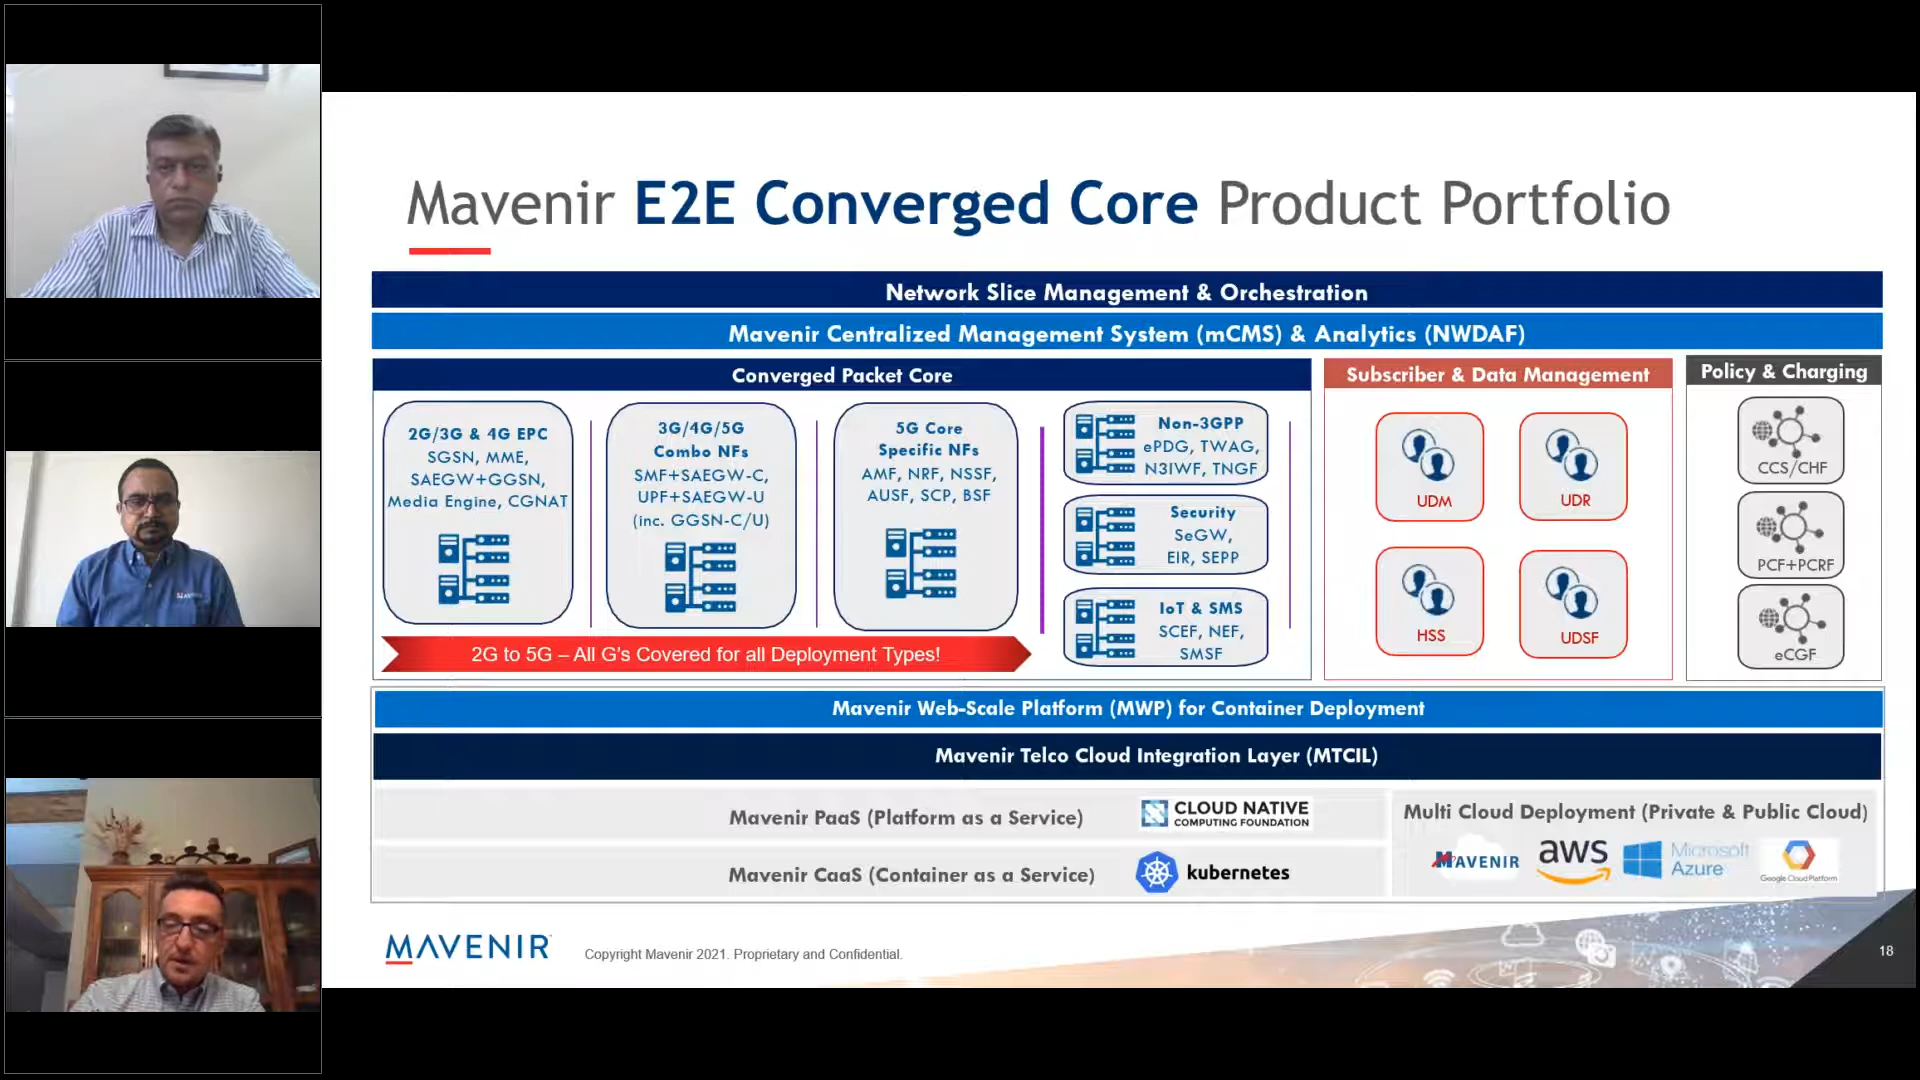 Mavenir E2E Converged Core Product Portfolio
Network Slice Management & Orchestration
Mavenir Centralized Management System (mCMS) & Analytics (NWDAF)
Converged Packet Core
2G/3G & 4G EPC
SGSN, MME,
SAEGW+GGSN,
Media Engine, CGNAT
3G/4G/5G
Combo NFs
SMF+SAEGW-C,
UPF+SAEGW-U
(inc. GGSN-C/U)
5G Core
Specific NFs
AMF, NRF, NSSF,
AUSF, SCP, BSF
Non-3GPP
ePDG, TWAG,
N3IWF, TNGF
Security
SeGW,
EIR, SEPP
IoT & SMS
SCEF, NEF,
SMSF
2G to 5G – All G's Covered for all Deployment Types!
Subscriber & Data Management
UDM
UDR
HSS
UDSF
Policy & Charging
CCS/CHF
PCF+PCRF
eCGF
Mavenir Web-Scale Platform (MWP) for Container Deployment
Mavenir Telco Cloud Integration Layer (MTCIL)
Mavenir PaaS (Platform as a Service)
CLOUD NATIVE
COMPUTING FOUNDATION
Mavenir CaaS (Container as a Service)
kubernetes
Multi Cloud Deployment (Private & Public Cloud)
MAVENIR
aws
Microsoft
Azure
Google Cloud Platform
MAVENIR
Copyright Mavenir 2021. Proprietary and Confidential.
18